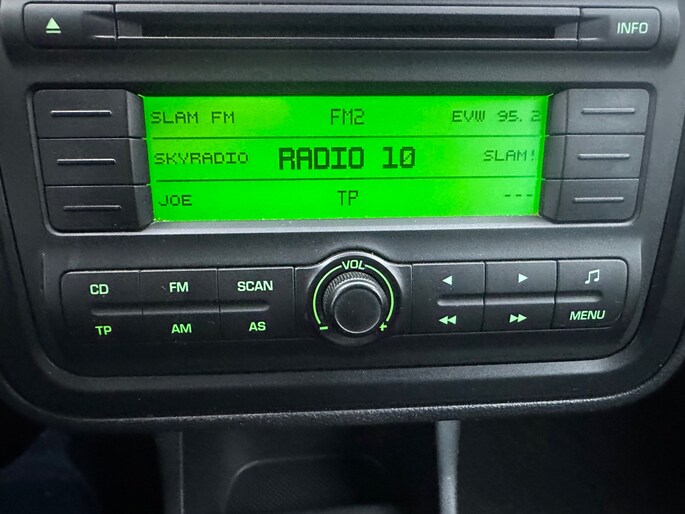 INFO
SLAM FM FM2 EVW 95.2
SKYRADIO RADIO 10 SLAM!
JOE TP ---
VOL
CD FM SCAN
TP AM AS - + MENU